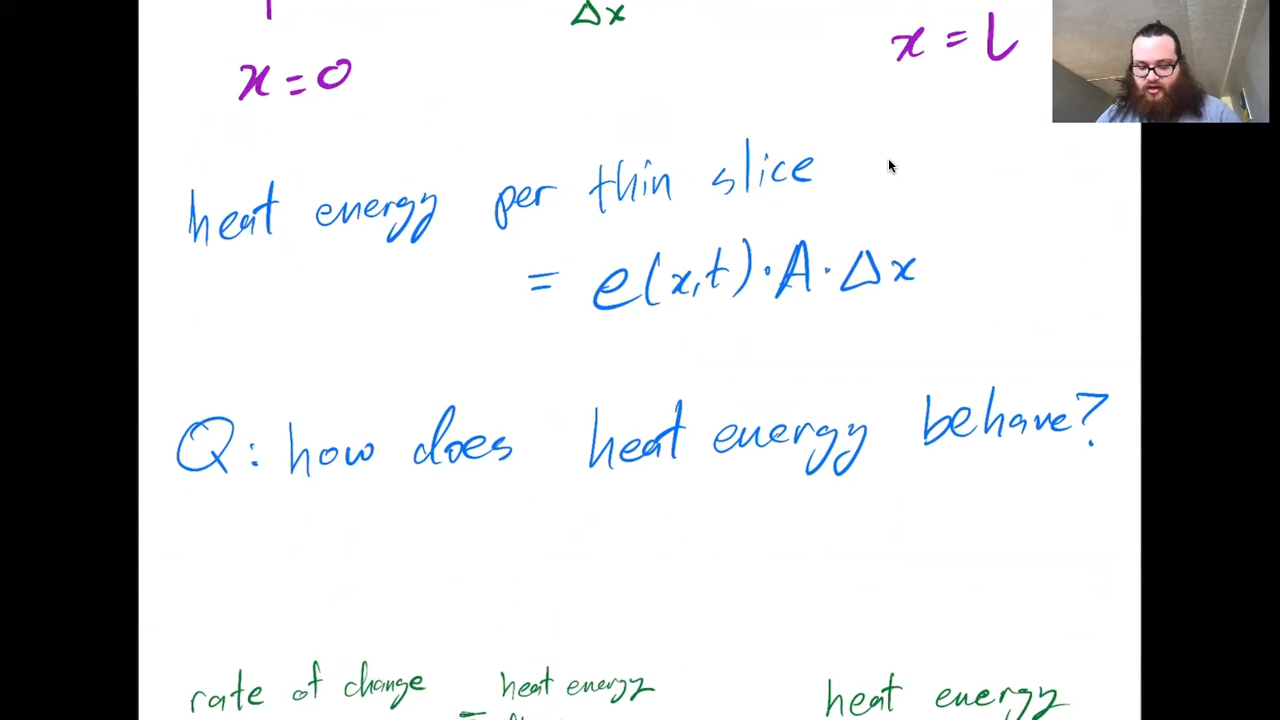 Δx
x = 0
x = L
heat energy per thin slice
= e(x,t)·A·Δx
Q: how does heat energy behave?
rate of change = heat energy
heat energy